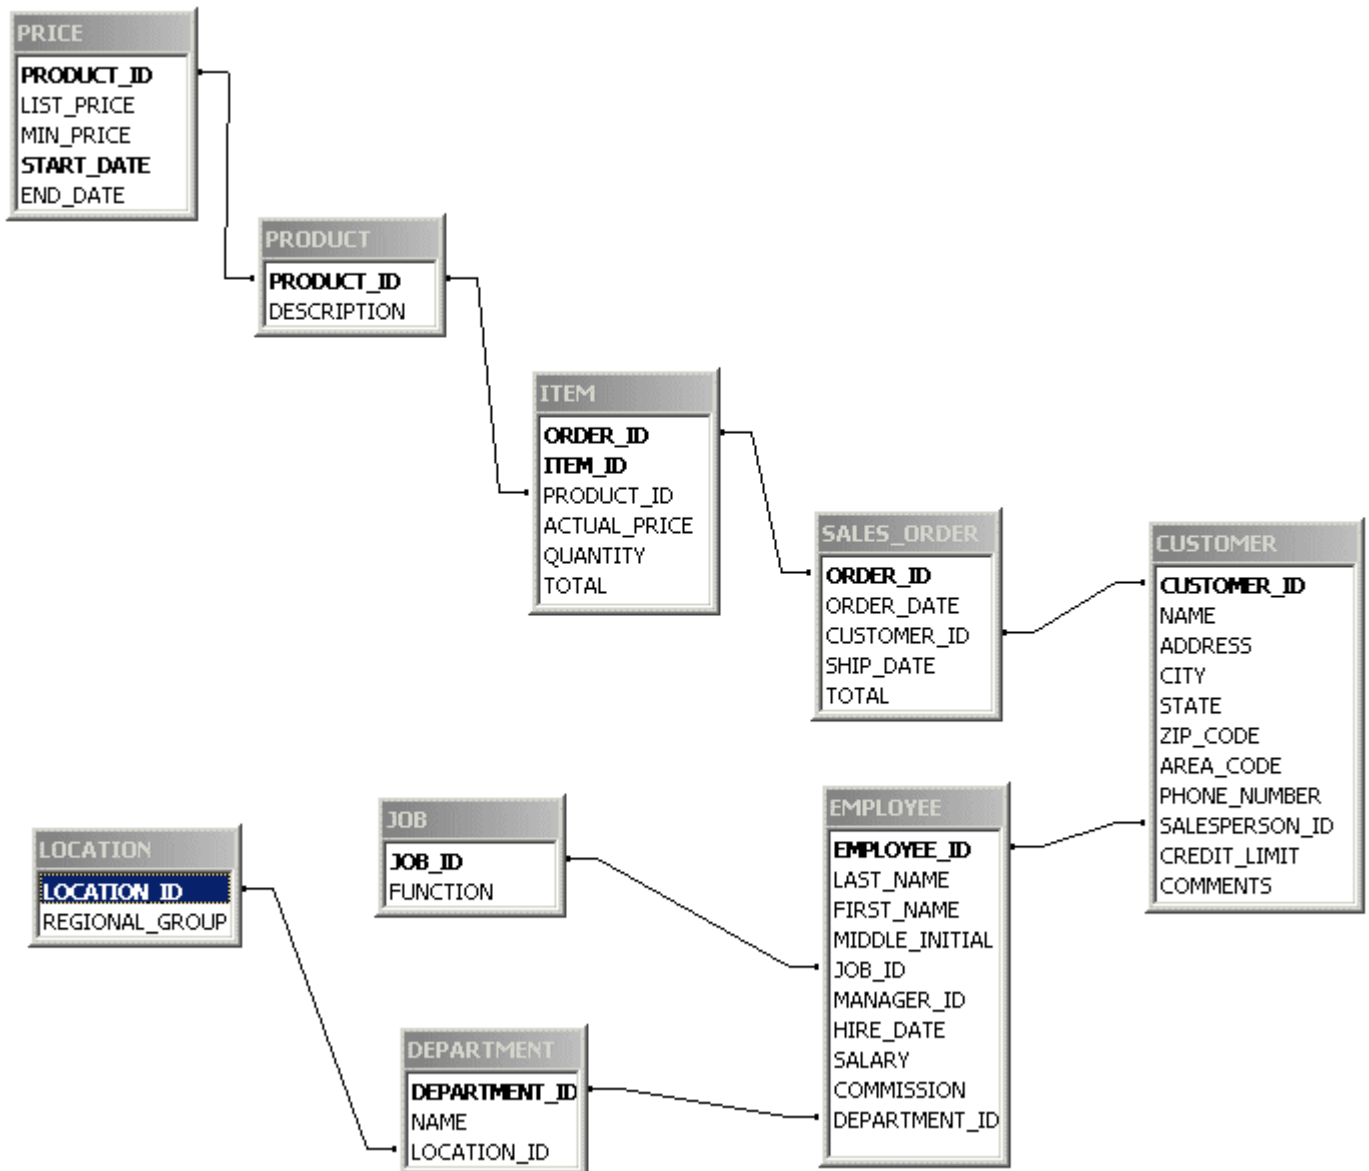 PRICE
PRODUCT_ID
LIST_PRICE
MIN_PRICE
START_DATE
END_DATE
PRODUCT
PRODUCT_ID
DESCRIPTION
ITEM
ORDER_ID
ITEM_ID
PRODUCT_ID
ACTUAL_PRICE
QUANTITY
TOTAL
SALES_ORDER
ORDER_ID
ORDER_DATE
CUSTOMER_ID
SHIP_DATE
TOTAL
CUSTOMER
CUSTOMER_ID
NAME
ADDRESS
CITY
STATE
ZIP_CODE
AREA_CODE
PHONE_NUMBER
SALESPERSON_ID
CREDIT_LIMIT
COMMENTS
LOCATION
LOCATION_ID
REGIONAL_GROUP
JOB
JOB_ID
FUNCTION
EMPLOYEE
EMPLOYEE_ID
LAST_NAME
FIRST_NAME
MIDDLE_INITIAL
JOB_ID
MANAGER_ID
HIRE_DATE
SALARY
COMMISSION
DEPARTMENT_ID
DEPARTMENT
DEPARTMENT_ID
NAME
LOCATION_ID